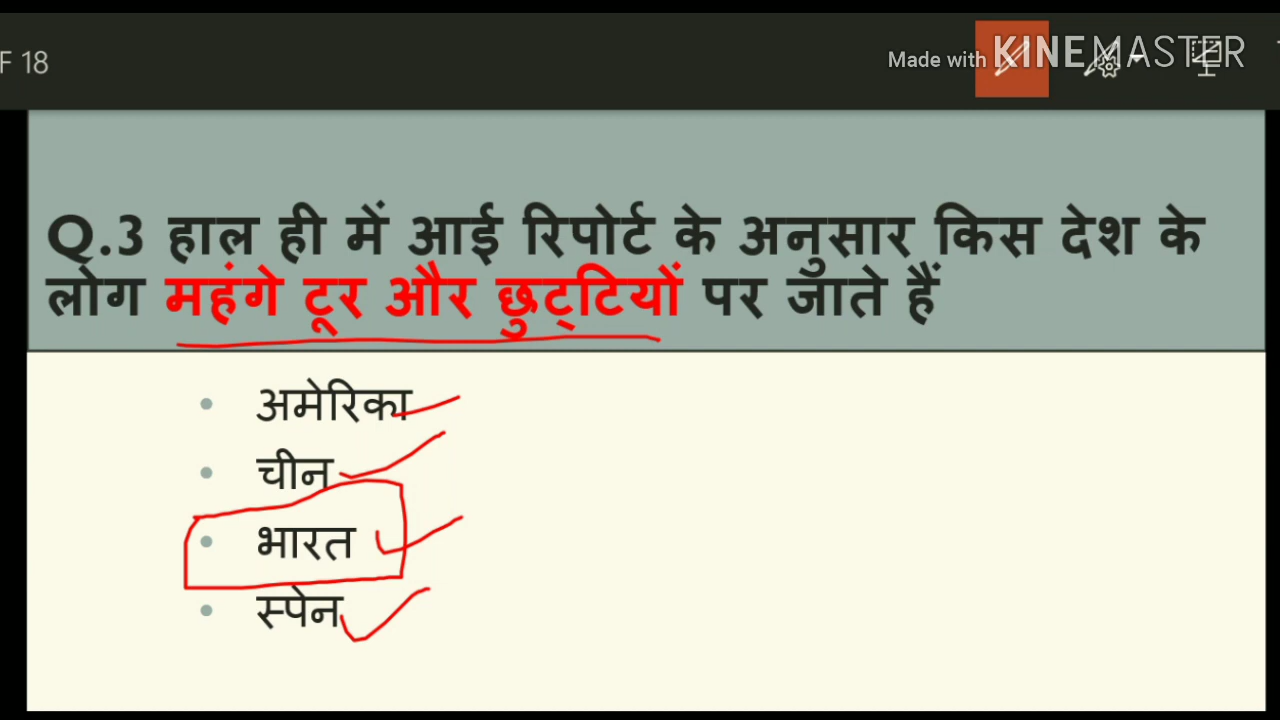 F 18
Made with KINEMASTER
Q.3 हाल ही में आई रिपोर्ट के अनुसार किस देश के
लोग महंगे टूर और छुट्टियों पर जाते हैं
• अमेरिका
• चीन
• भारत
• स्पेन